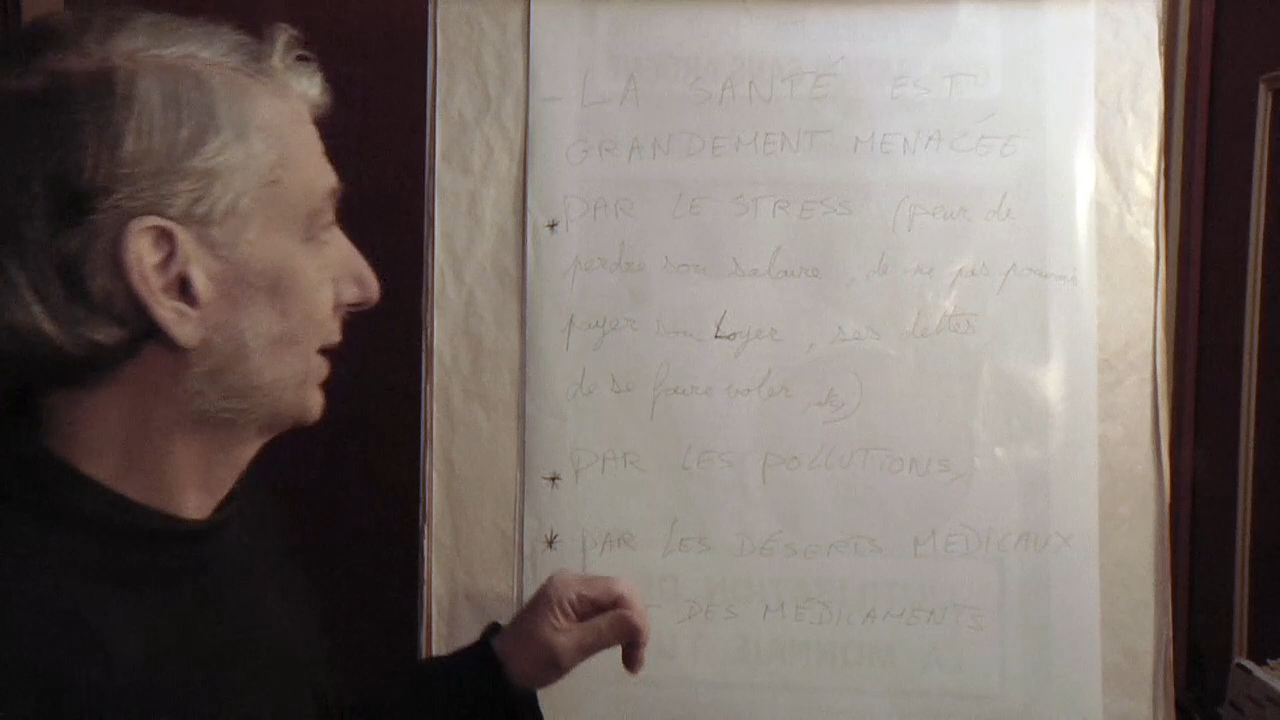 - LA SANTÉ EST
GRANDEMENT MENACÉE
* PAR LE STRESS (peur de
perdre son salaire, de ne pas pouvoir
payer son loyer, ses dettes
de se faire voler, etc)
* PAR LES POLLUTIONS,
* PAR LES DÉSERTS MÉDICAUX
DES MÉDICAMENTS